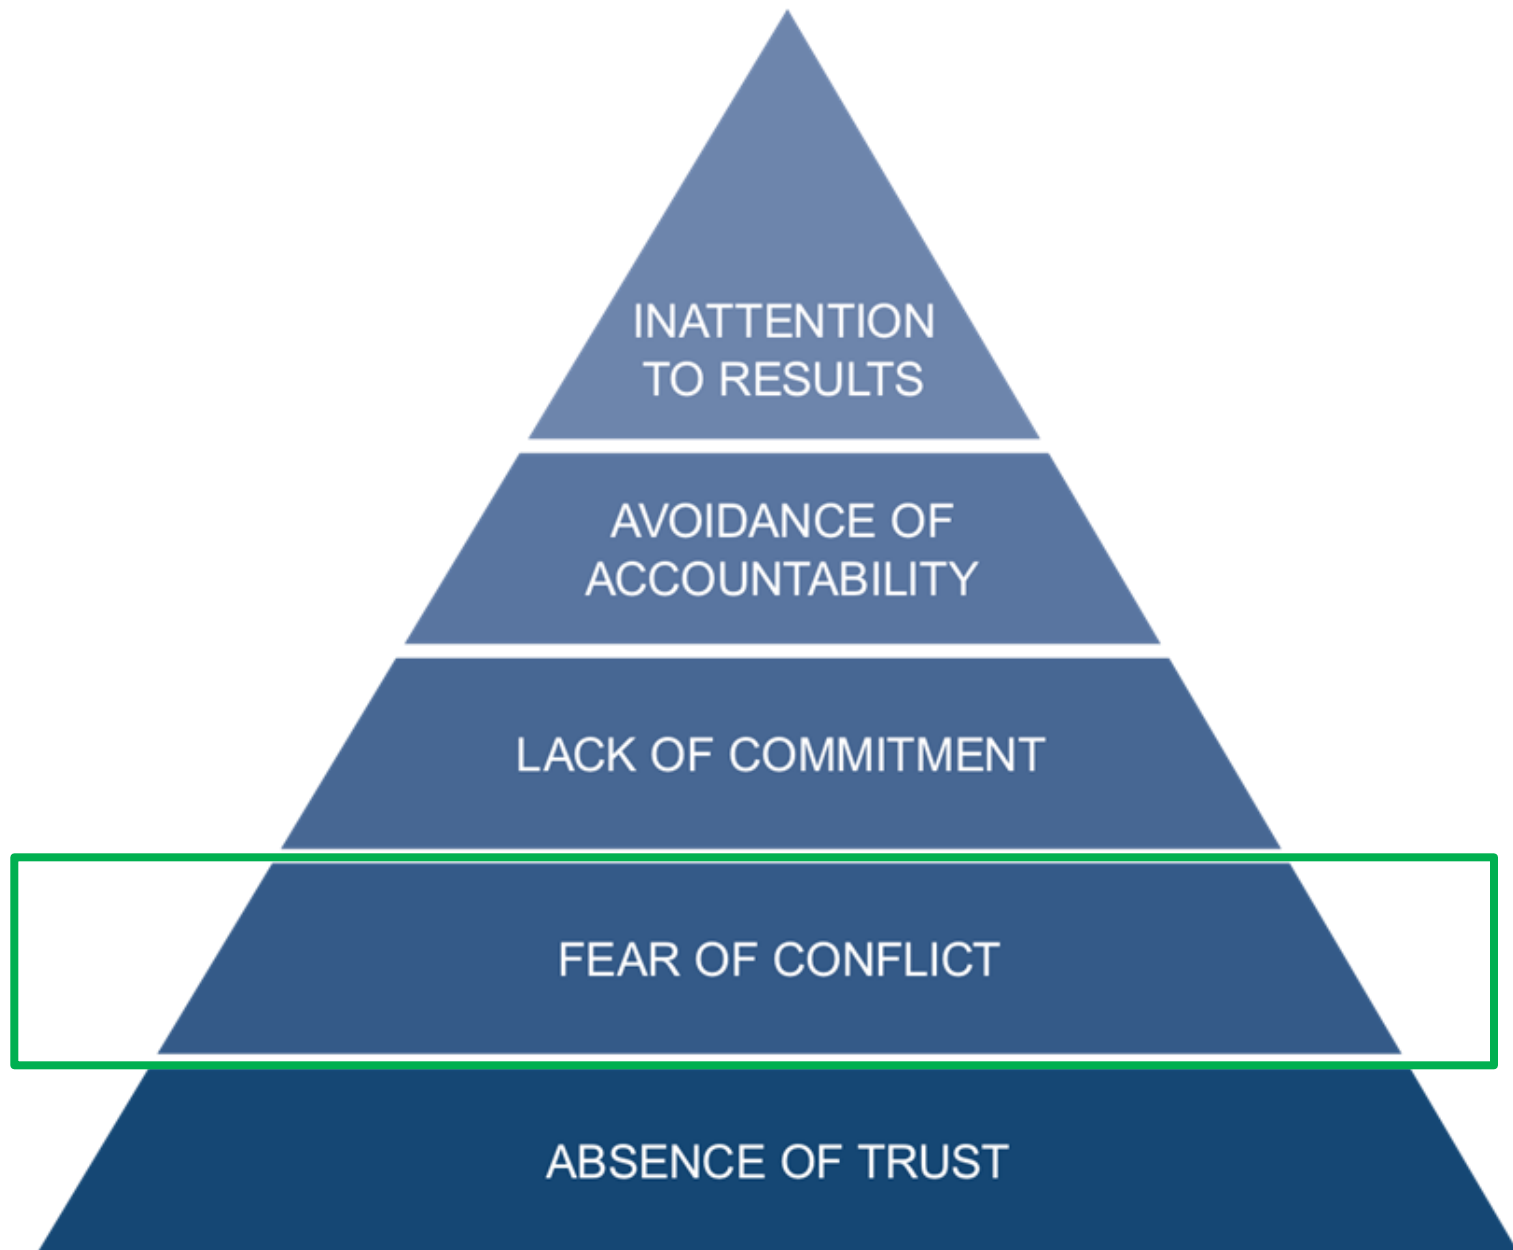 INATTENTION
TO RESULTS
AVOIDANCE OF
ACCOUNTABILITY
LACK OF COMMITMENT
FEAR OF CONFLICT
ABSENCE OF TRUST